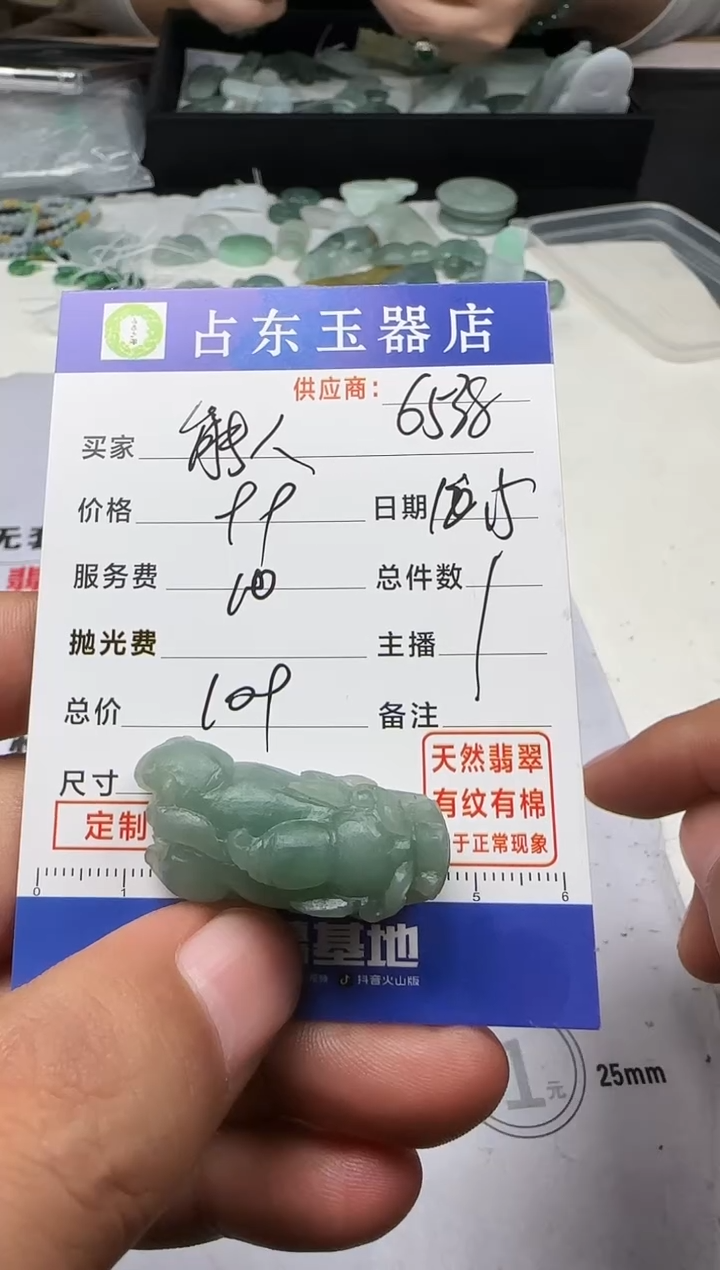 占东玉器店
供应商: 6538
买家
价格 99 日期
服务费 10 总件数 1
抛光费 主播
总价 109 备注
尺寸
天然翡翠
有纹有棉
于正常现象
定制
0 1 5 6
基地
抖音火山版
1元 25mm